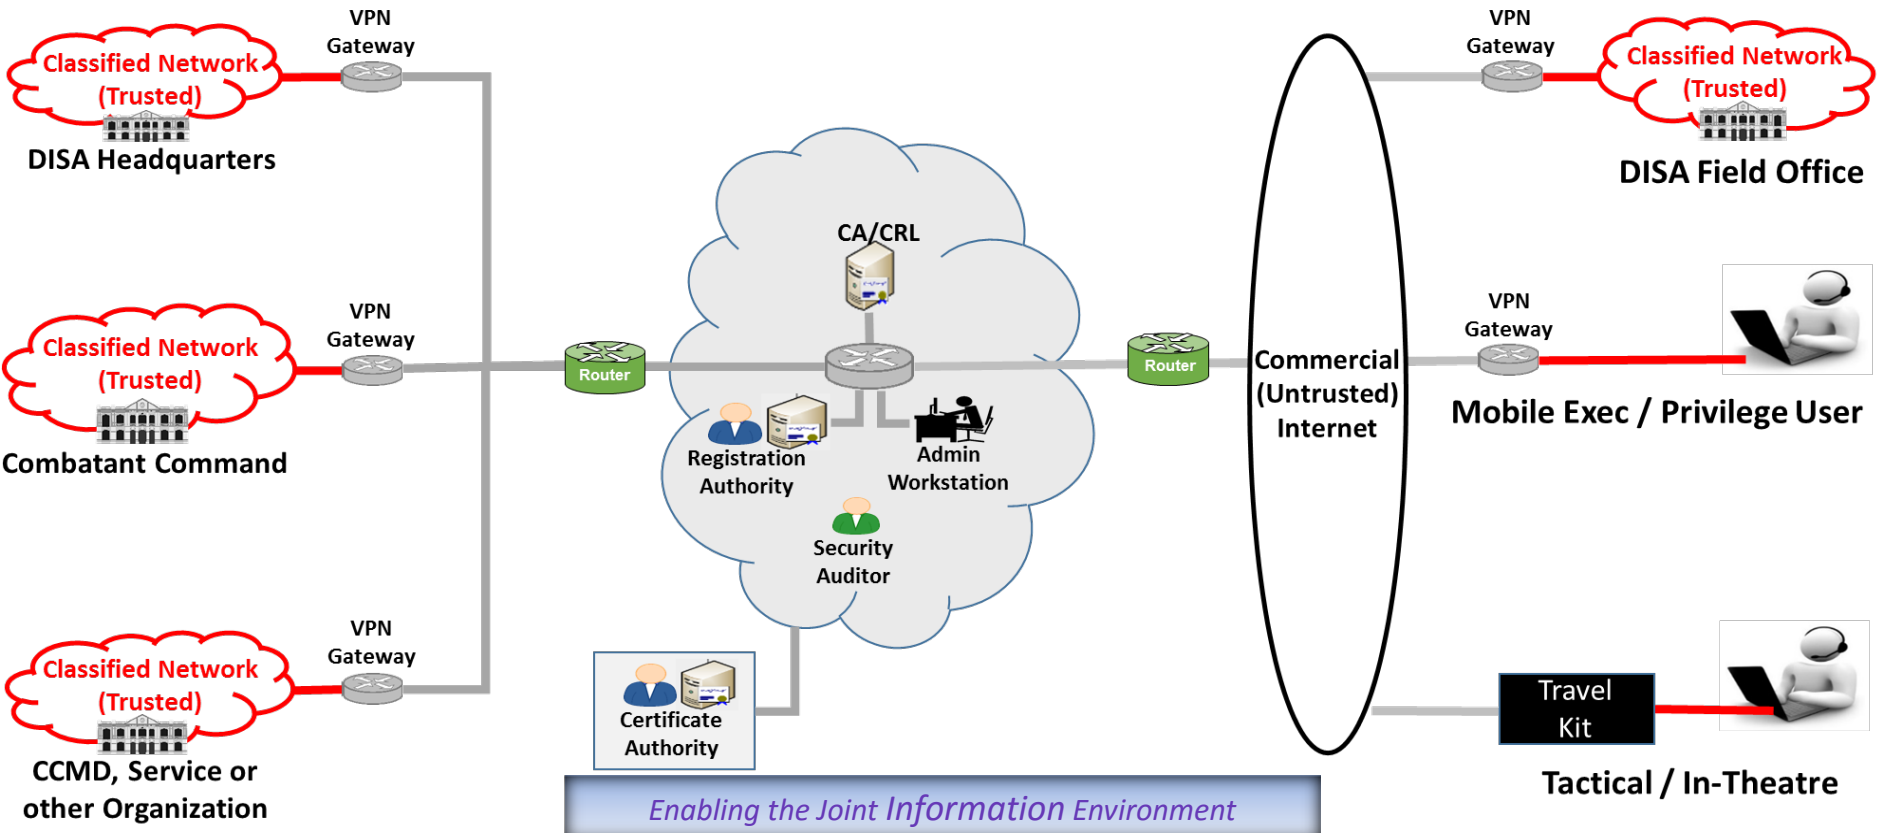 VPN
Gateway
Classified Network
(Trusted)
DISA Headquarters
VPN
Gateway
Classified Network
(Trusted)
Combatant Command
VPN
Gateway
Classified Network
(Trusted)
CCMD, Service or
other Organization
Router
CA/CRL
Registration
Authority
Admin
Workstation
Security
Auditor
Certificate
Authority
Router
Commercial
(Untrusted)
Internet
VPN
Gateway
Classified Network
(Trusted)
DISA Field Office
VPN
Gateway
Mobile Exec / Privilege User
Travel
Kit
Tactical / In-Theatre
Enabling the Joint Information Environment